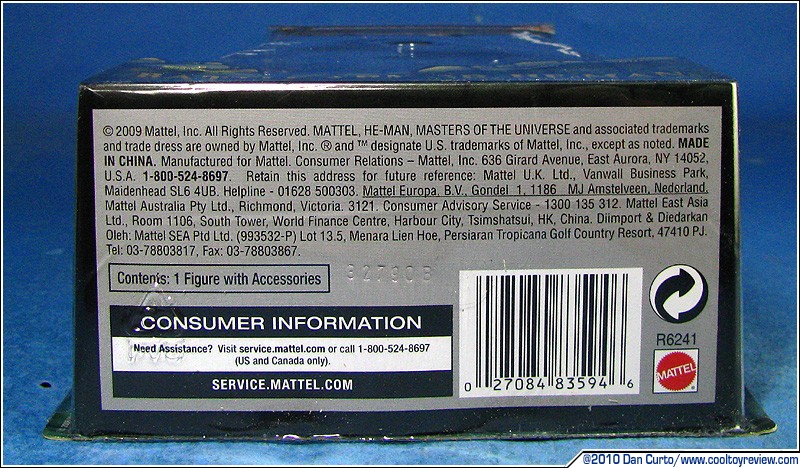 © 2009 Mattel, Inc. All Rights Reserved. MATTEL, HE-MAN, MASTERS OF THE UNIVERSE and associated trademarks
and trade dress are owned by Mattel, Inc. ® and ™ designate U.S. trademarks of Mattel, Inc., except as noted. MADE
IN CHINA. Manufactured for Mattel. Consumer Relations – Mattel, Inc. 636 Girard Avenue, East Aurora, NY 14052,
U.S.A. 1-800-524-8697. Retain this address for future reference: Mattel U.K. Ltd., Vanwall Business Park,
Maidenhead SL6 4UB. Helpline - 01628 500303. Mattel Europa, B.V., Gondel 1, 1186 MJ Amstelveen, Nederland.
Mattel Australia Pty Ltd., Richmond, Victoria. 3121. Consumer Advisory Service - 1300 135 312. Mattel East Asia
Ltd., Room 1106, South Tower, World Finance Centre, Harbour City, Tsimshatsui, HK, China. Diimport & Diedarkan
Oleh: Mattel SEA Ptd Ltd. (993532-P) Lot 13.5, Menara Lien Hoe, Persiaran Tropicana Golf Country Resort, 47410 PJ.
Tel: 03-78803817, Fax: 03-78803867.
Contents: 1 Figure with Accessories
CONSUMER INFORMATION
Need Assistance? Visit service.mattel.com or call 1-800-524-8697
(US and Canada only).
SERVICE.MATTEL.COM
0 27084 83594 6
R6241
MATTEL
©2010 Dan Curto/www.cooltoyreview.com